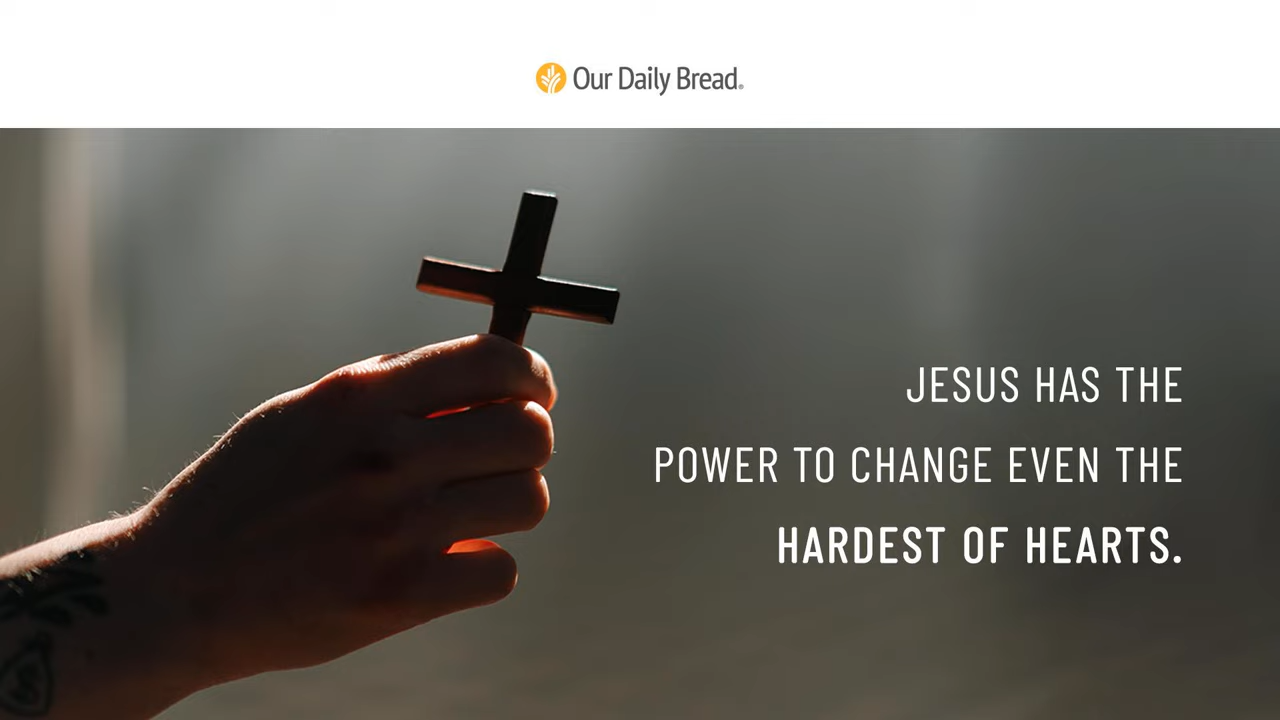 Our Daily Bread®
JESUS HAS THE
POWER TO CHANGE EVEN THE
HARDEST OF HEARTS.